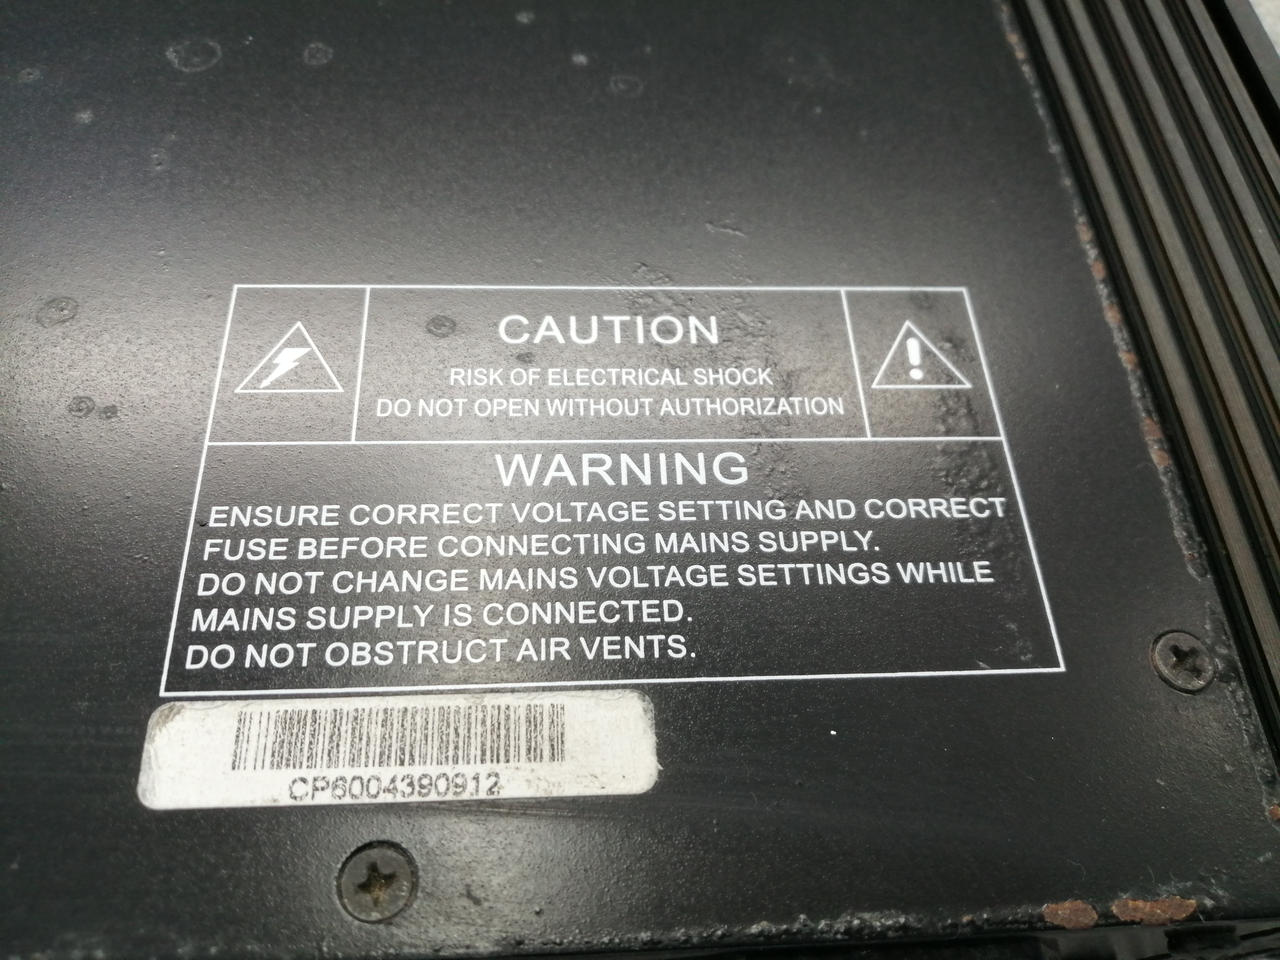 CAUTION
RISK OF ELECTRICAL SHOCK
DO NOT OPEN WITHOUT AUTHORIZATION
WARNING
ENSURE CORRECT VOLTAGE SETTING AND CORRECT
FUSE BEFORE CONNECTING MAINS SUPPLY.
DO NOT CHANGE MAINS VOLTAGE SETTINGS WHILE
MAINS SUPPLY IS CONNECTED.
DO NOT OBSTRUCT AIR VENTS.
CP6004390912